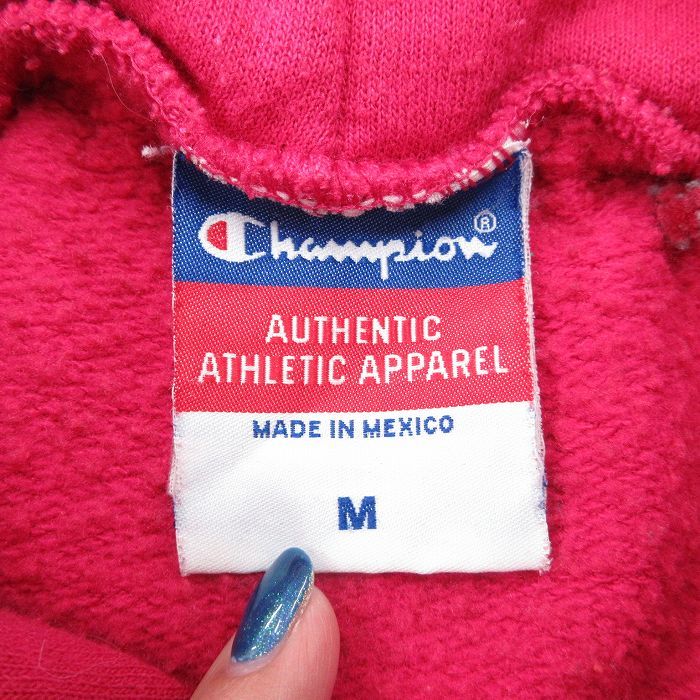 Champion®
AUTHENTIC
ATHLETIC APPAREL
MADE IN MEXICO
M